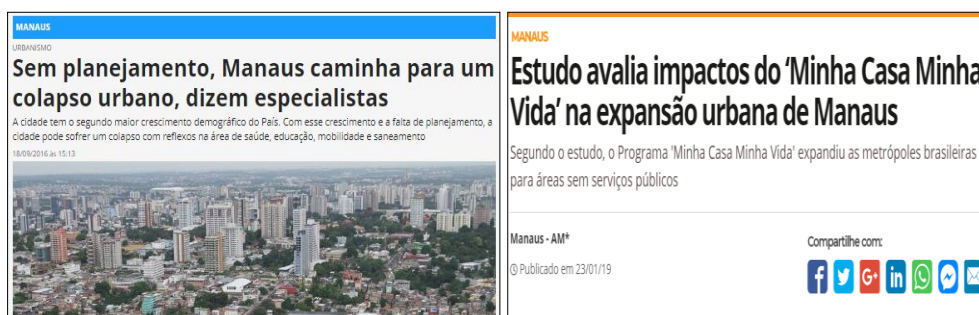 MANAUS
URBANISMO
Sem planejamento, Manaus caminha para um
colapso urbano, dizem especialistas
A cidade tem o segundo maior crescimento demográfico do País. Com esse crescimento e a falta de planejamento, a
cidade pode sofrer um colapso com reflexos na área de saúde, educação, mobilidade e saneamento
18/09/2016 às 15:13
MANAUS
Estudo avalia impactos do ‘Minha Casa Minha
Vida’ na expansão urbana de Manaus
Segundo o estudo, o Programa 'Minha Casa Minha Vida' expandiu as metrópoles brasileiras
para áreas sem serviços públicos
Manaus - AM*
Compartilhe com:
Publicado em 23/01/19